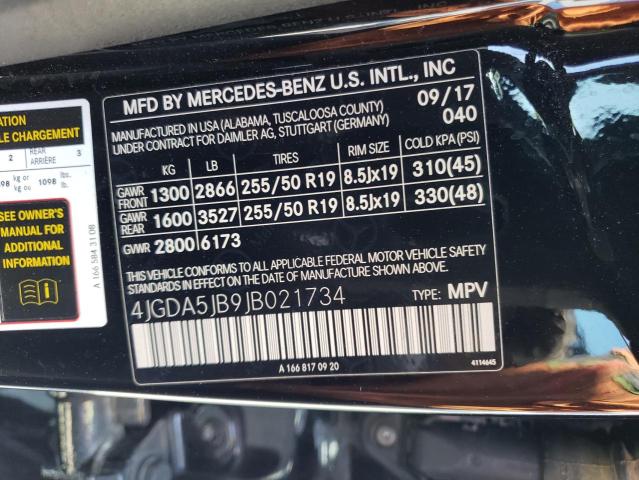 MFD BY MERCEDES-BENZ U.S. INTL., INC
MANUFACTURED IN USA (ALABAMA, TUSCALOOSA COUNTY) 09/17
UNDER CONTRACT FOR DAIMLER AG, STUTTGART (GERMANY) 040
KG LB TIRES RIM SIZE COLD KPA(PSI)
GAWR FRONT 1300 2866 255/50 R19 8.5Jx19 310(45)
GAWR REAR 1600 3527 255/50 R19 8.5Jx19 330(48)
GVWR 2800 6173
THIS VEHICLE CONFORMS TO ALL APPLICABLE FEDERAL MOTOR VEHICLE SAFETY
STANDARDS IN EFFECT ON THE DATE OF MANUFACTURE SHOWN ABOVE.
4JGDA5JB9JB021734 TYPE: MPV
A 166 817 09 20 4114645
CHARGEMENT
2 REAR ARRIÈRE 3
kg ou 1098 lbs. lb.
SEE OWNER'S
MANUAL FOR
ADDITIONAL
INFORMATION
A 166 584 31 08